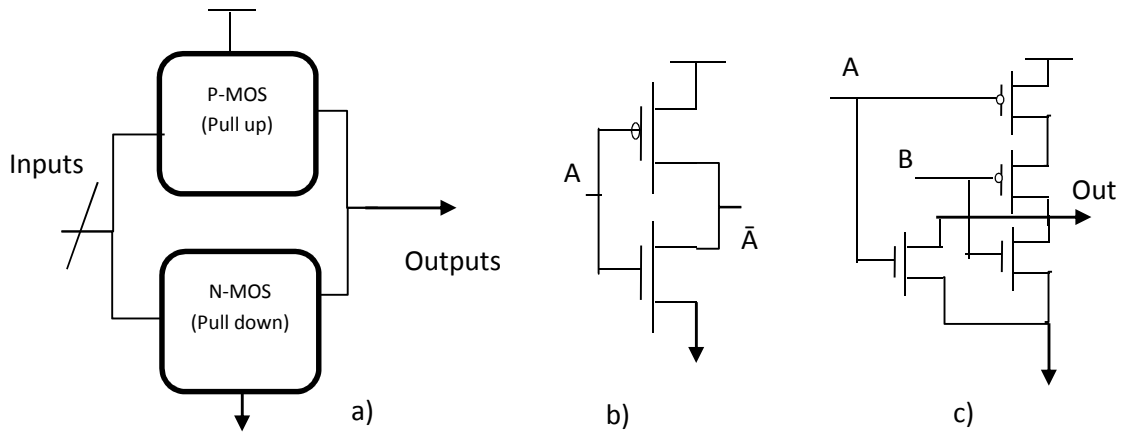 P-MOS
(Pull up)
Inputs
Outputs
N-MOS
(Pull down)
a)
A
Ā
b)
A
B
Out
c)